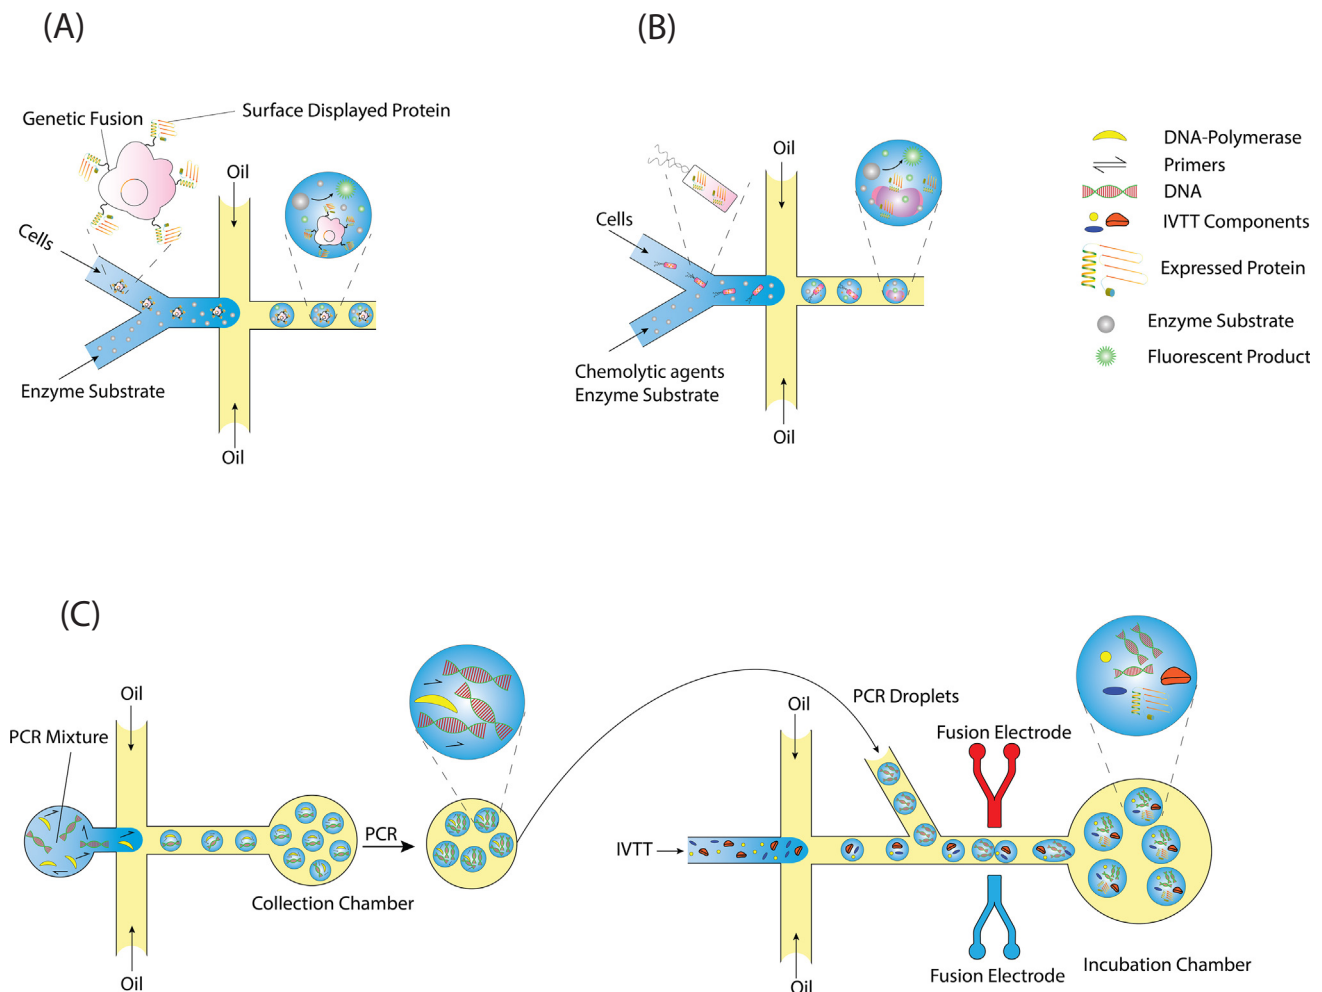 (A)
Genetic Fusion
Surface Displayed Protein
Oil
Cells
Enzyme Substrate
Oil
(B)
Oil
Cells
Chemolytic agents
Enzyme Substrate
Oil
DNA-Polymerase
Primers
DNA
IVTT Components
Expressed Protein
Enzyme Substrate
Fluorescent Product
(C)
Oil
PCR Mixture
Collection Chamber
PCR
Oil
Oil
PCR Droplets
Fusion Electrode
IVTT
Fusion Electrode
Incubation Chamber
Oil